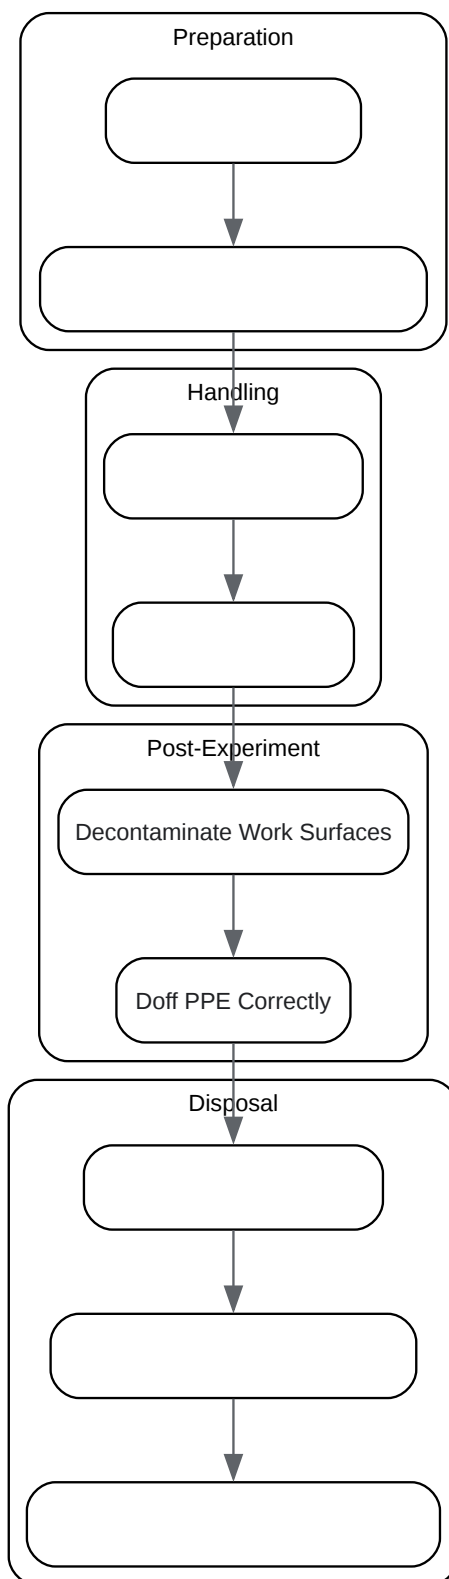 Preparation
Handling
Post-Experiment
Decontaminate Work Surfaces
Doff PPE Correctly
Disposal